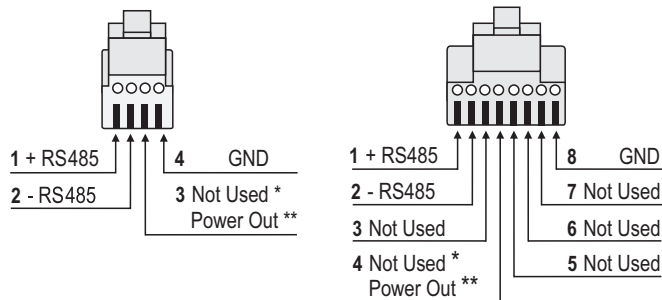 1 + RS485
4 GND
2 - RS485
3 Not Used *
Power Out **
1 + RS485
8 GND
2 - RS485
7 Not Used
3 Not Used
6 Not Used
4 Not Used *
Power Out **
5 Not Used